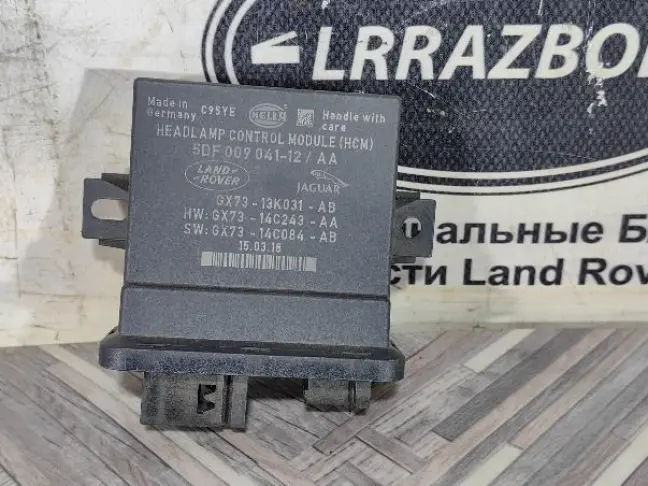 LRRAZBOR
Made in Germany C95YE HELLA Handle with care
HEADLAMP CONTROL MODULE (HCM)
5DF 009 041-12 / AA
LAND ROVER JAGUAR
GX73 - 13K031 - AB
HW: GX73 - 14C243 - AA
SW: GX73 - 14C084 - AB
15.03.16
альные Б
сти Land Rov